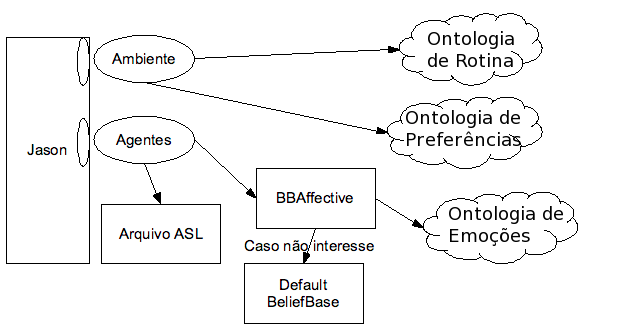 Ambiente
Ontologia
de Rotina
Ontologia de
Preferências
Agentes
Jason
BBAffective
Arquivo ASL
Ontologia de
Emoções
Caso não interesse
Default
BeliefBase